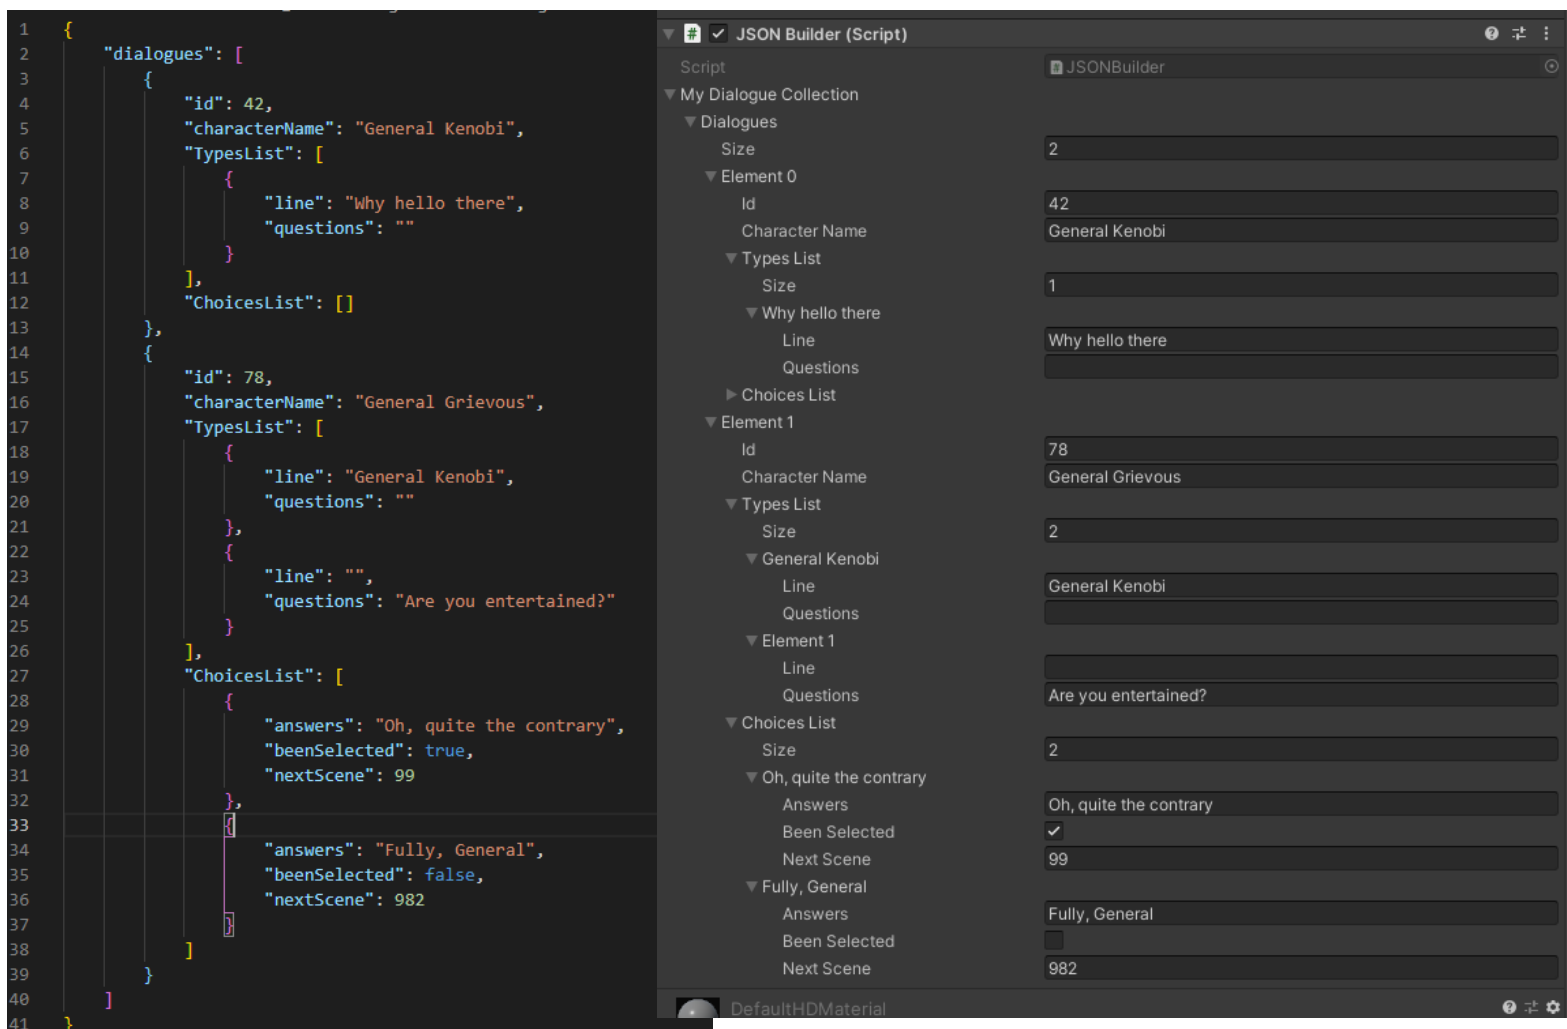 1 {
2 "dialogues": [
3 {
4 "id": 42,
5 "characterName": "General Kenobi",
6 "TypesList": [
7 {
8 "line": "Why hello there",
9 "questions": ""
10 }
11 ],
12 "ChoicesList": []
13 },
14 {
15 "id": 78,
16 "characterName": "General Grievous",
17 "TypesList": [
18 {
19 "line": "General Kenobi",
20 "questions": ""
21 },
22 {
23 "line": "",
24 "questions": "Are you entertained?"
25 }
26 ],
27 "ChoicesList": [
28 {
29 "answers": "Oh, quite the contrary",
30 "beenSelected": true,
31 "nextScene": 99
32 },
33 {
34 "answers": "Fully, General",
35 "beenSelected": false,
36 "nextScene": 982
37 }
38 ]
39 }
40 ]
41 }
# JSON Builder (Script)
Script # JSONBuilder
My Dialogue Collection
Dialogues
Size 2
Element 0
Id 42
Character Name General Kenobi
Types List
Size 1
Why hello there
Line Why hello there
Questions
Choices List
Element 1
Id 78
Character Name General Grievous
Types List
Size 2
General Kenobi
Line General Kenobi
Questions
Element 1
Line
Questions Are you entertained?
Choices List
Size 2
Oh, quite the contrary
Answers Oh, quite the contrary
Been Selected
Next Scene 99
Fully, General
Answers Fully, General
Been Selected
Next Scene 982
DefaultHDMaterial